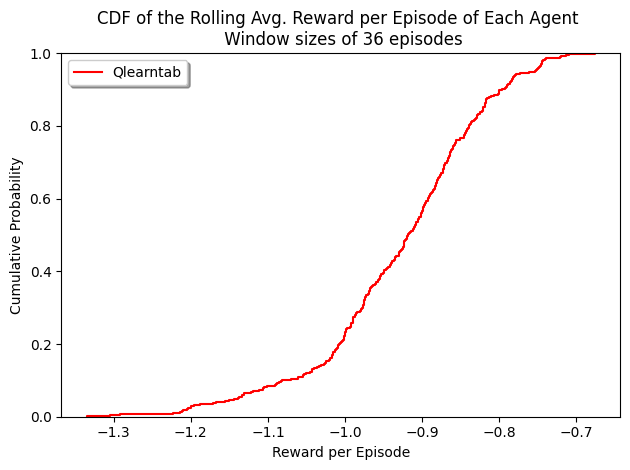 CDF of the Rolling Avg. Reward per Episode of Each Agent
Window sizes of 36 episodes
Qlearntab
1.0
0.8
0.6
0.4
0.2
0.0
Cumulative Probability
−1.3 −1.2 −1.1 −1.0 −0.9 −0.8 −0.7
Reward per Episode